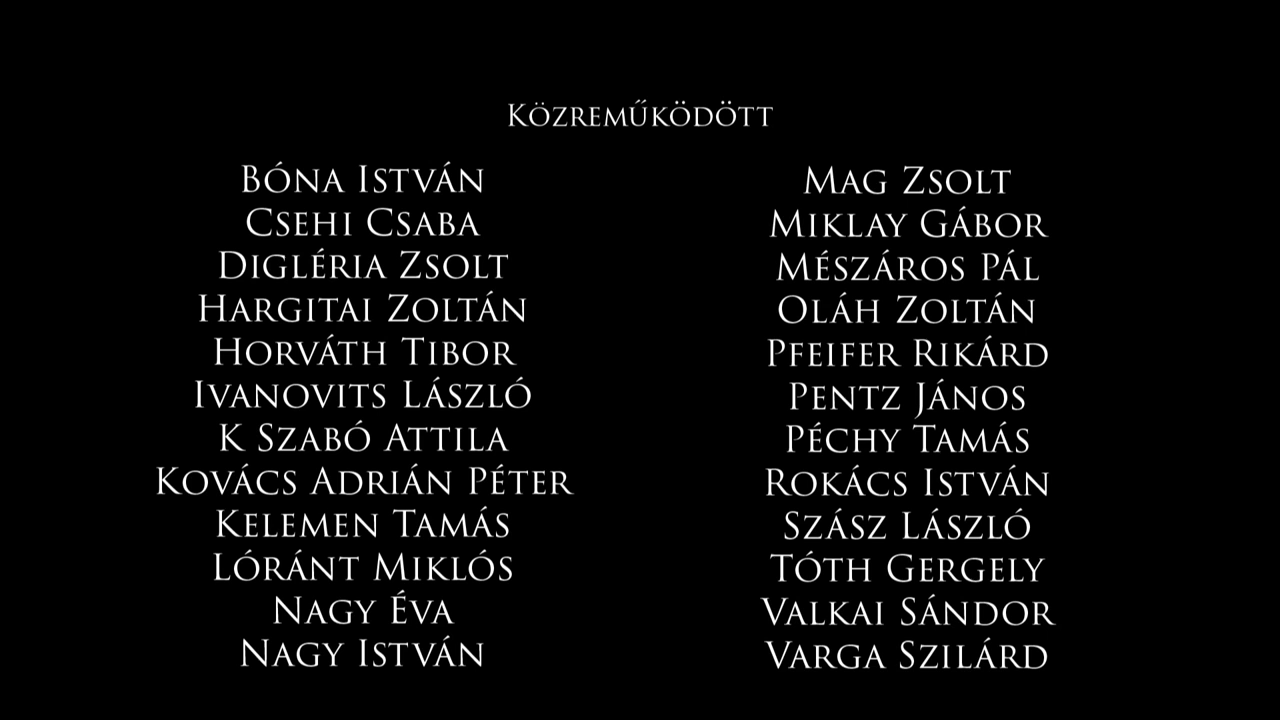 Közreműködött
Bóna István
Csehi Csaba
Digléria Zsolt
Hargitai Zoltán
Horváth Tibor
Ivanovits László
K Szabó Attila
Kovács Adrián Péter
Kelemen Tamás
Lóránt Miklós
Nagy Éva
Nagy István
Mag Zsolt
Miklay Gábor
Mészáros Pál
Oláh Zoltán
Pfeifer Rikárd
Pentz János
Péchy Tamás
Rokács István
Szász László
Tóth Gergely
Valkai Sándor
Varga Szilárd